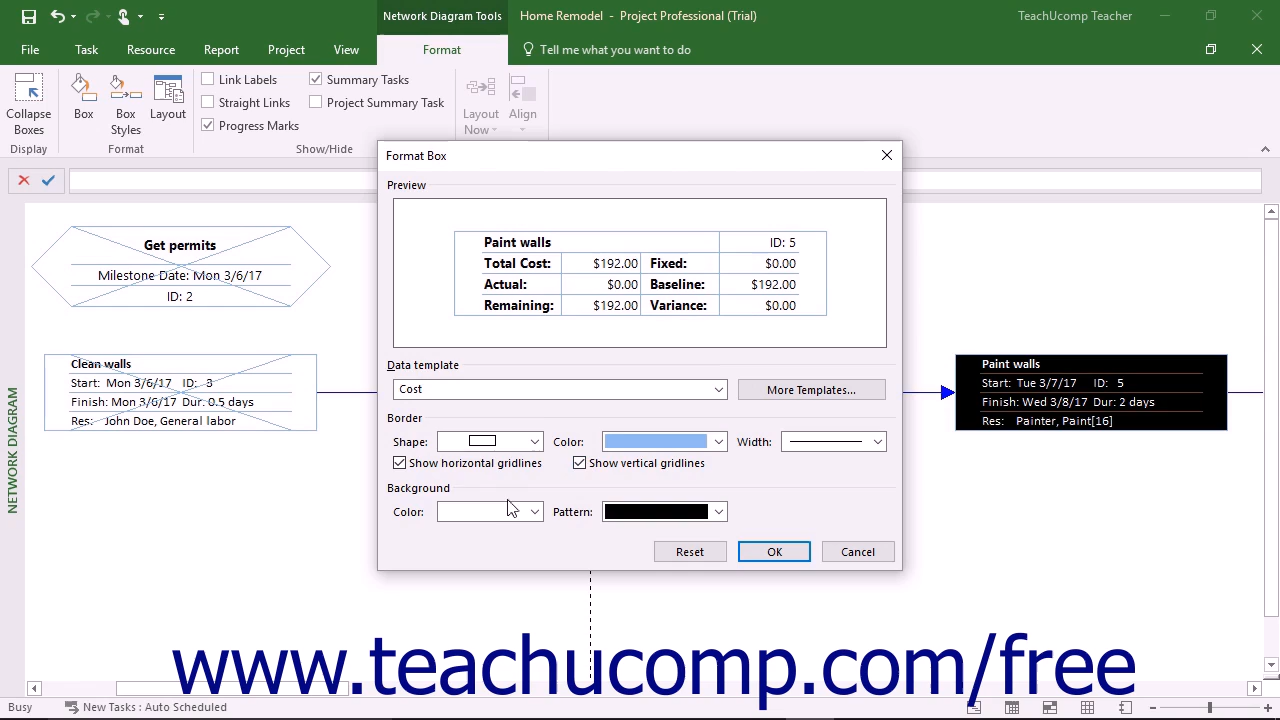 Network Diagram Tools
Home Remodel - Project Professional (Trial)
TeachUcomp Teacher
File Task Resource Report Project View Format Tell me what you want to do
Collapse Boxes
Box
Box Styles
Layout
Link Labels
Straight Links
Progress Marks
Summary Tasks
Project Summary Task
Layout Now
Align
Display
Format
Show/Hide
Format Box
Preview
Paint walls ID: 5
Total Cost: $192.00 Fixed: $0.00
Actual: $0.00 Baseline: $192.00
Remaining: $192.00 Variance: $0.00
Data template
Cost
More Templates...
Border
Shape: Color: Width:
Show horizontal gridlines Show vertical gridlines
Background
Color: Pattern:
Reset OK Cancel
NETWORK DIAGRAM
Get permits
Milestone Date: Mon 3/6/17
ID: 2
Clean walls
Start: Mon 3/6/17 ID: 3
Finish: Mon 3/6/17 Dur: 0.5 days
Res: John Doe, General labor
Paint walls
Start: Tue 3/7/17 ID: 5
Finish: Wed 3/8/17 Dur: 2 days
Res: Painter, Paint[16]
www.teachucomp.com/free
Busy New Tasks : Auto Scheduled